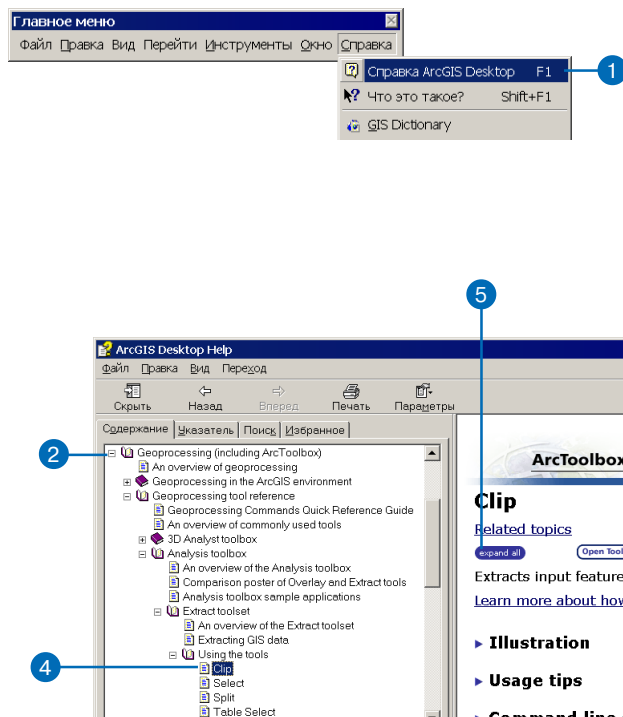 Главное меню
Файл Правка Вид Перейти Инструменты Окно Справка
Справка ArcGIS Desktop F1
1
Что это такое? Shift+F1
GIS Dictionary
5
ArcGIS Desktop Help
Файл Правка Вид Переход
Скрыть Назад Вперед Печать Параметры
Содержание Указатель Поиск Избранное
2
Geoprocessing (including ArcToolbox)
An overview of geoprocessing
Geoprocessing in the ArcGIS environment
Geoprocessing tool reference
Geoprocessing Commands Quick Reference Guide
An overview of commonly used tools
3D Analyst toolbox
Analysis toolbox
An overview of the Analysis toolbox
Comparison poster of Overlay and Extract tools
Analysis toolbox sample applications
Extract toolset
An overview of the Extract toolset
Extracting GIS data
Using the tools
4
Clip
Select
Split
Table Select
ArcToolbox
Clip
Related topics
expand all Open Tool
Extracts input feature
Learn more about how
Illustration
Usage tips
Command line